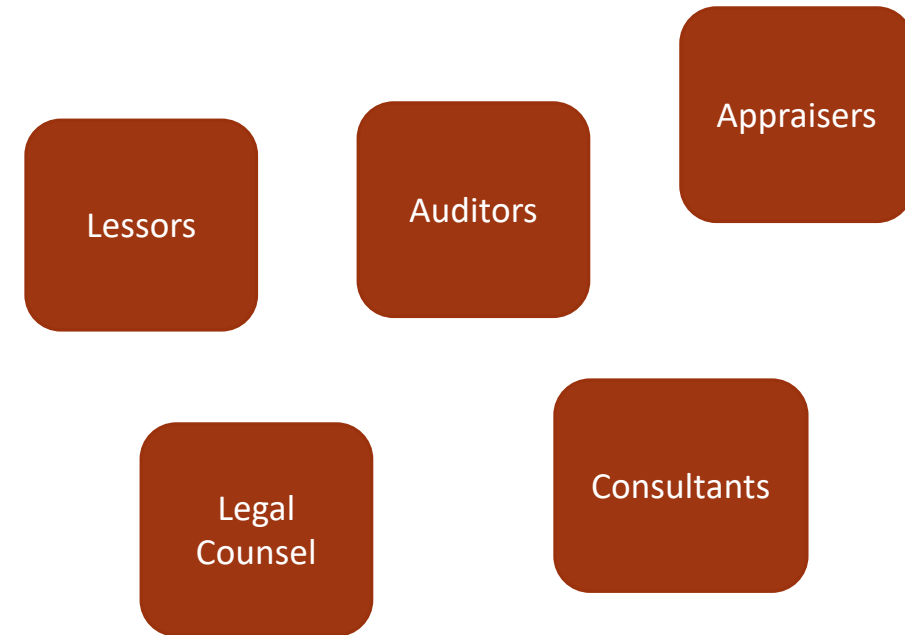 Appraisers
Lessors
Auditors
Legal
Counsel
Consultants